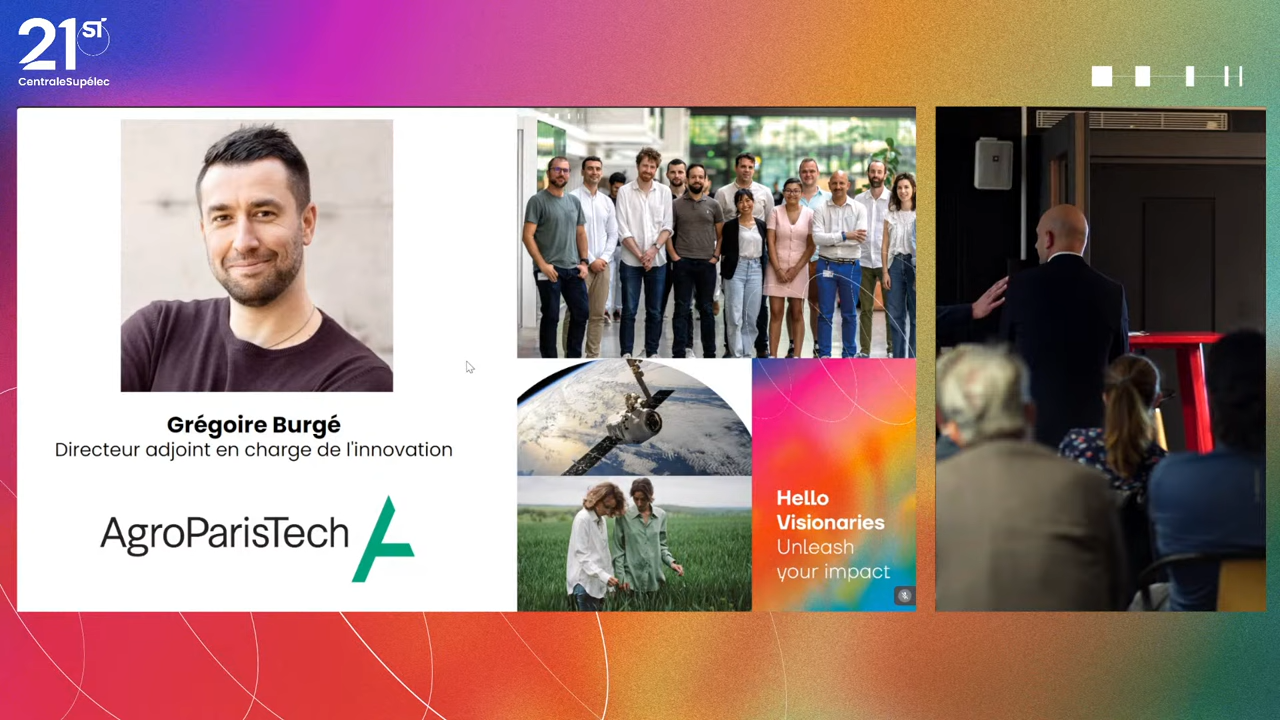 21st
CentraleSupélec
Grégoire Burgé
Directeur adjoint en charge de l'innovation
AgroParisTech
Hello
Visionaries
Unleash
your impact